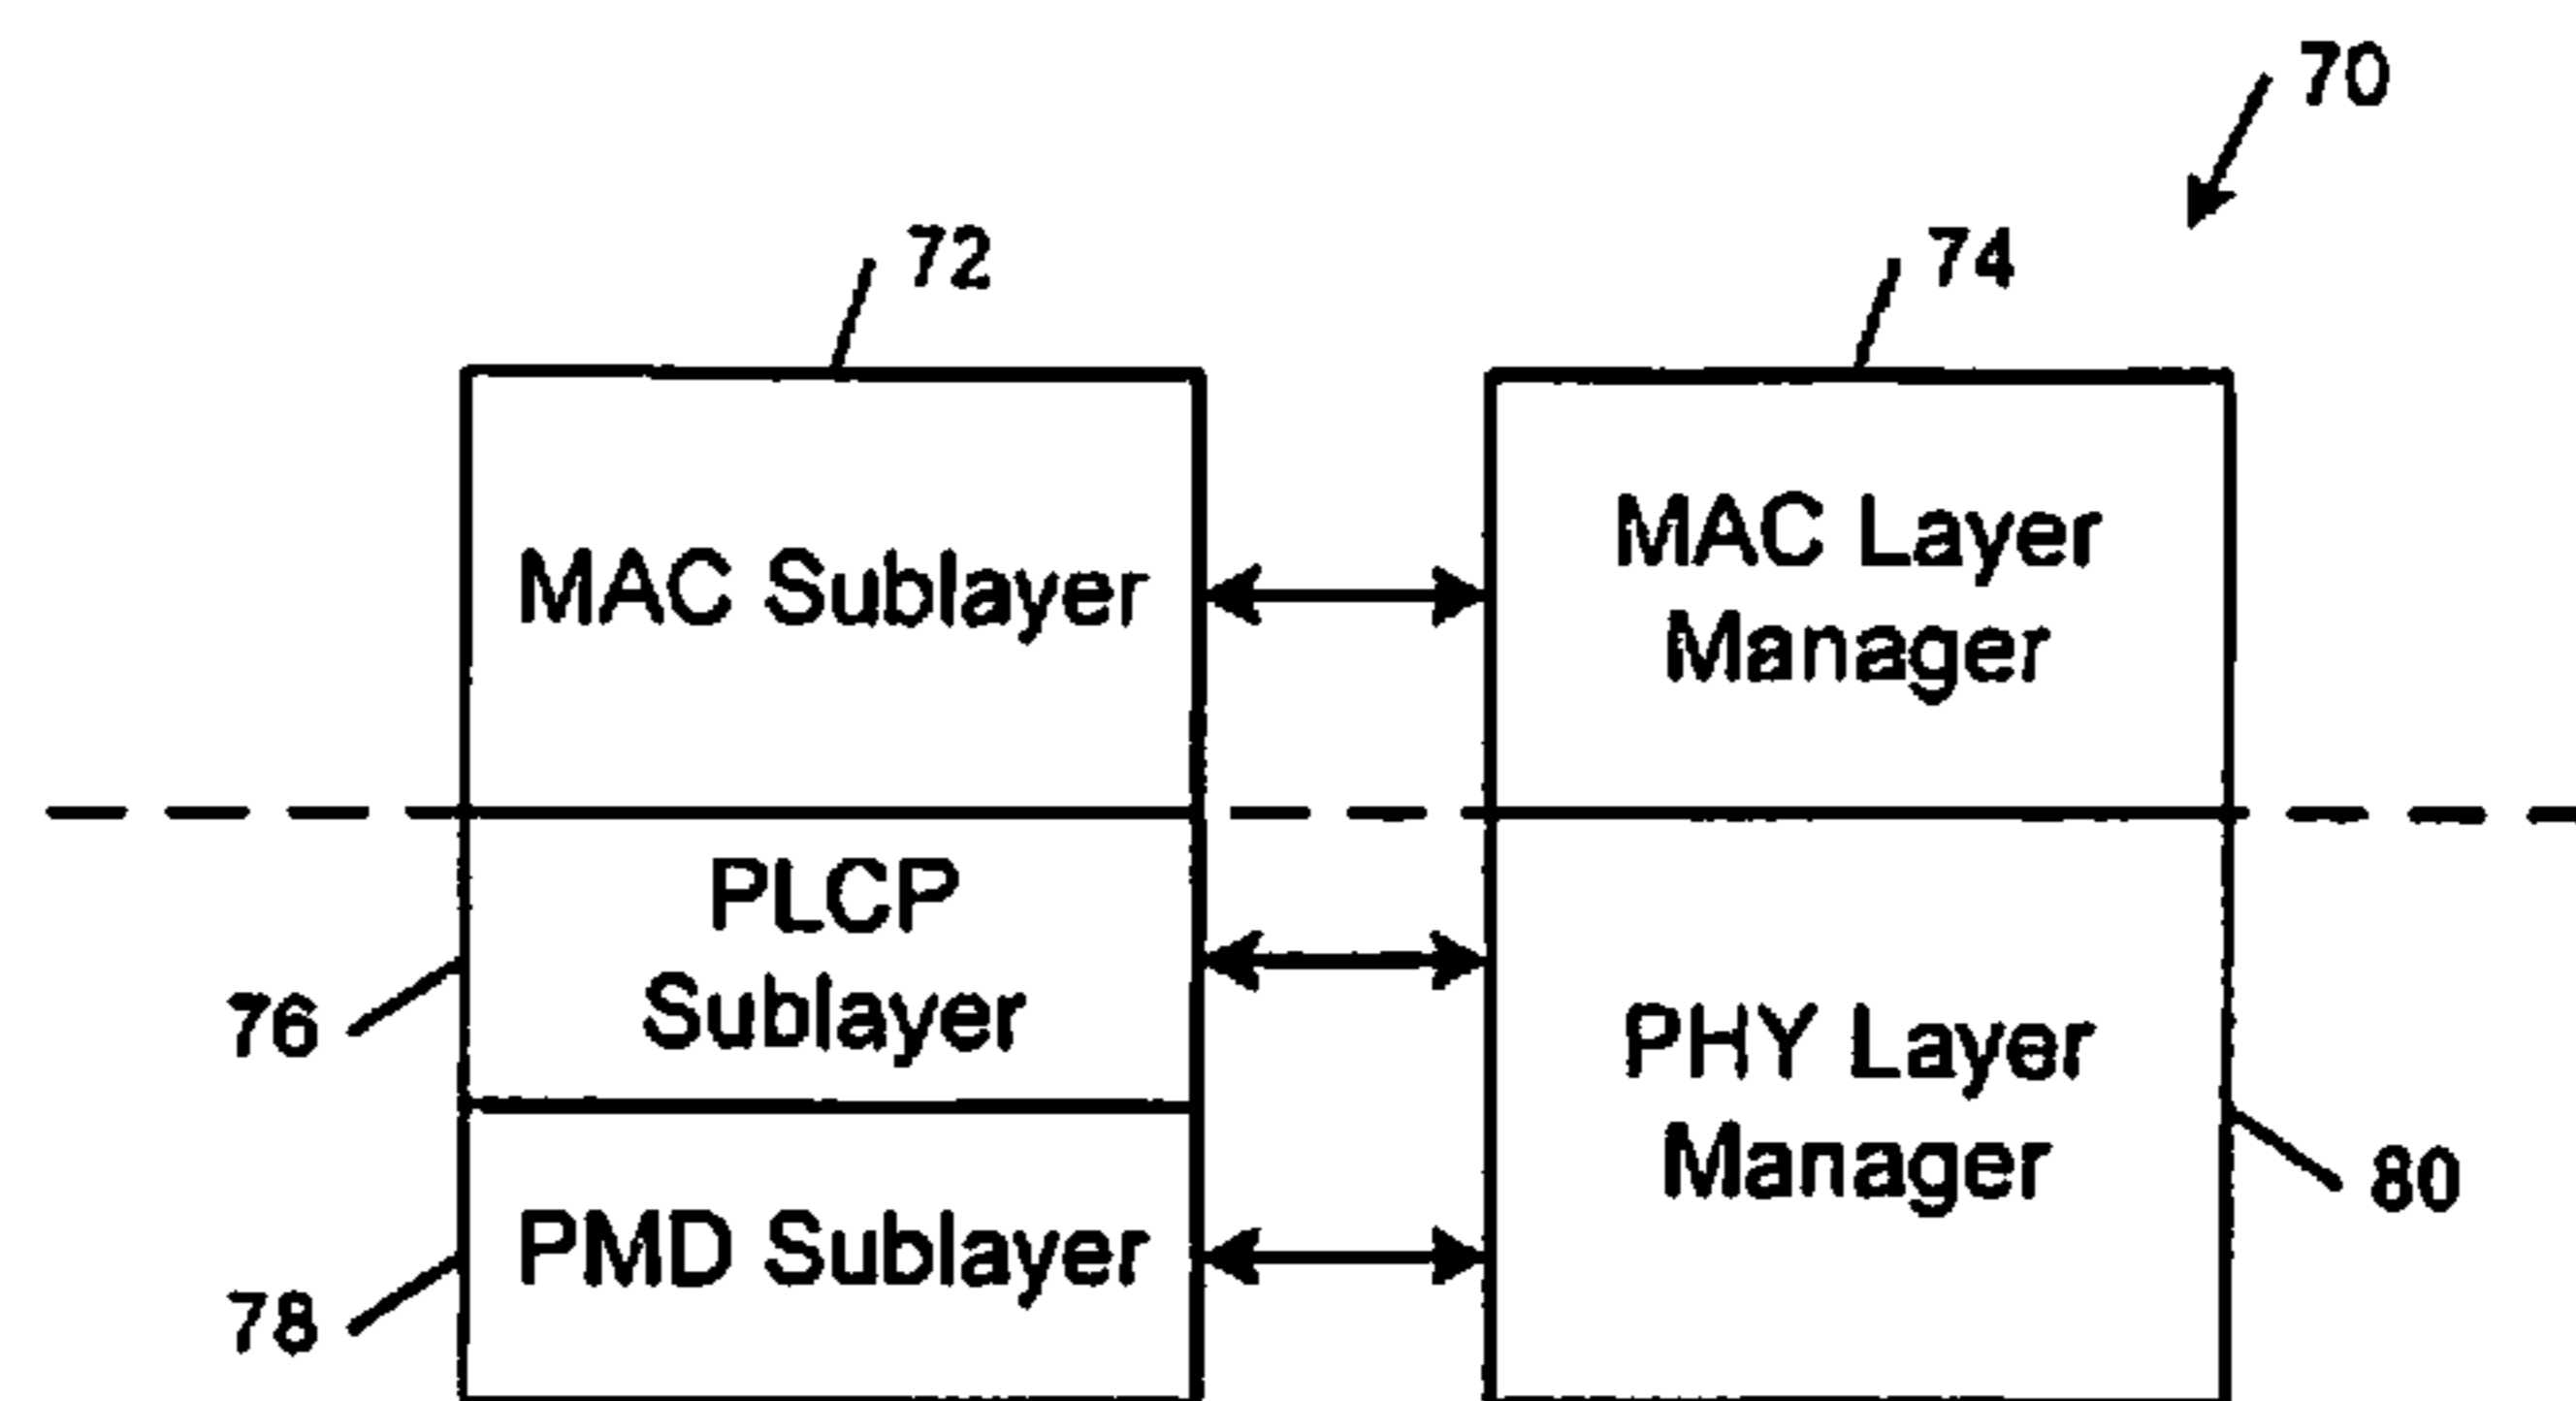 70
72
74
MAC Sublayer
MAC Layer
Manager
PLCP
Sublayer
76
PHY Layer
Manager
80
PMD Sublayer
78